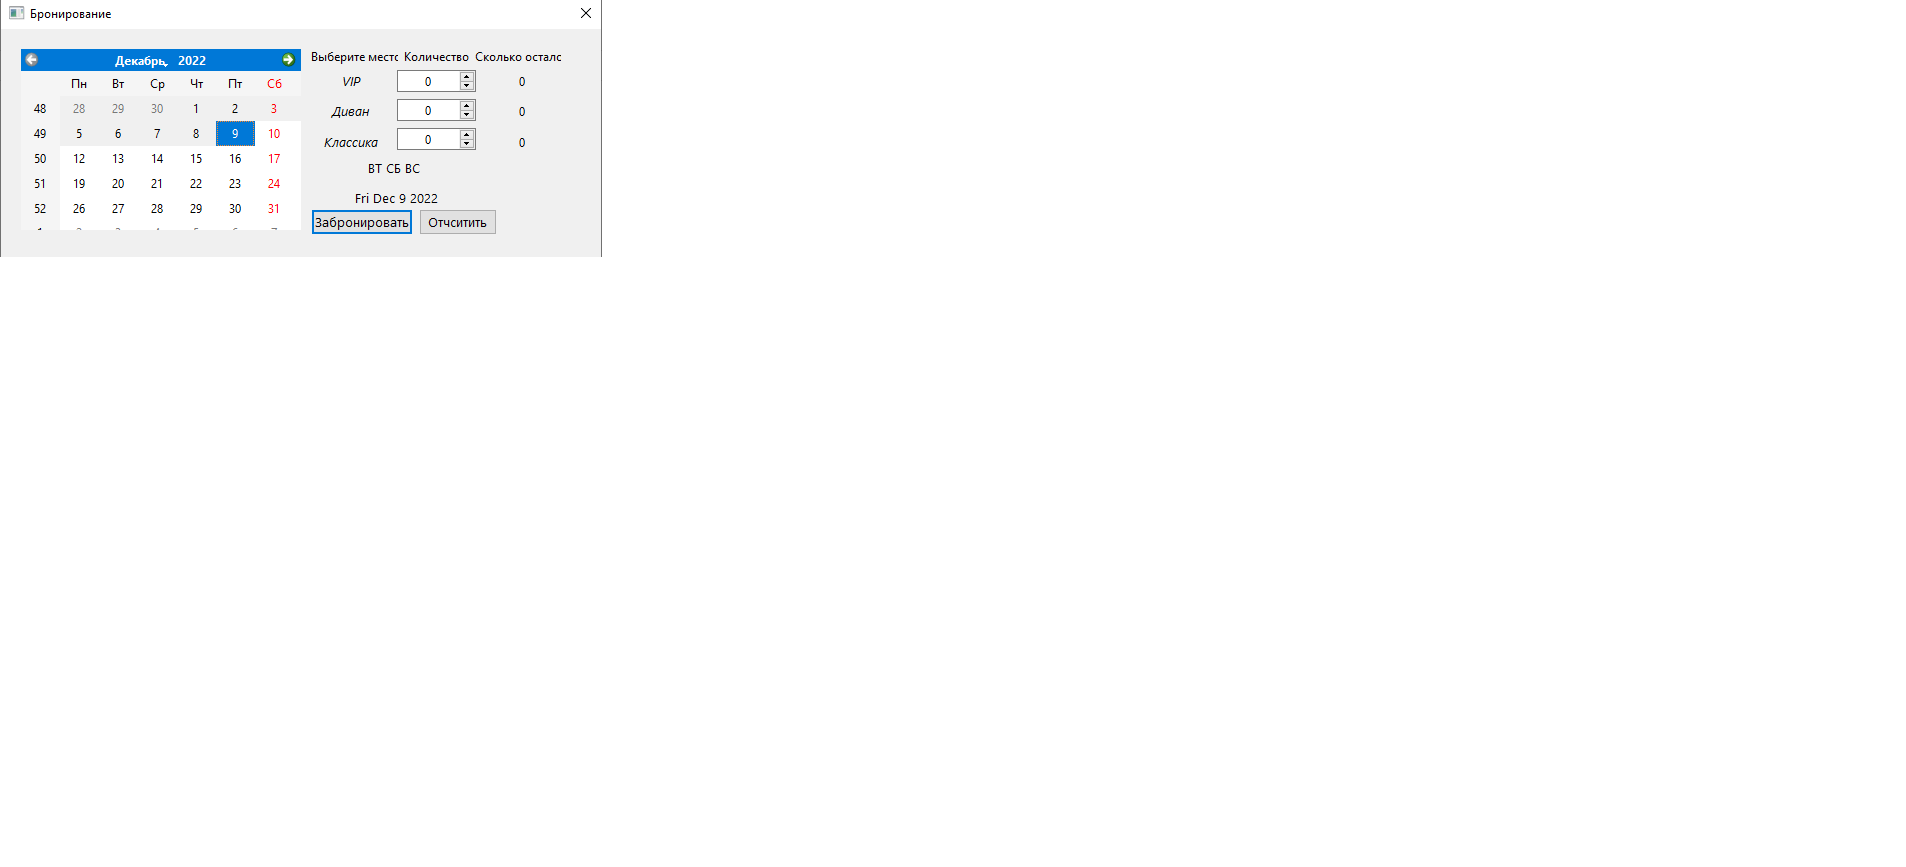 Бронирование
Декабрь, 2022
Пн Вт Ср Чт Пт Сб
48 28 29 30 1 2 3
49 5 6 7 8 9 10
50 12 13 14 15 16 17
51 19 20 21 22 23 24
52 26 27 28 29 30 31
Выберите место Количество Сколько осталс
VIP 0 0
Диван 0 0
Классика 0 0
ВТ СБ ВС
Fri Dec 9 2022
Забронировать Отчситить